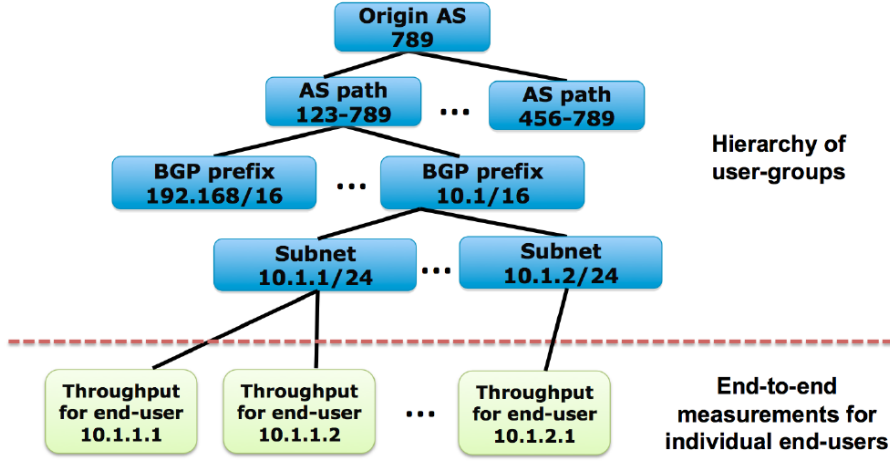 Origin AS
789
AS path
123-789
...
AS path
456-789
Hierarchy of
user-groups
BGP prefix
192.168/16
...
BGP prefix
10.1/16
Subnet
10.1.1/24
...
Subnet
10.1.2/24
Throughput
for end-user
10.1.1.1
Throughput
for end-user
10.1.1.2
...
Throughput
for end-user
10.1.2.1
End-to-end
measurements for
individual end-users